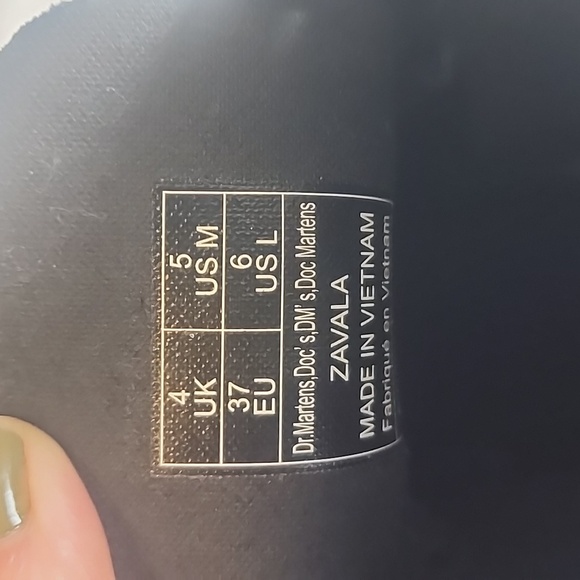 4 5
UK US M
37 6
EU US L
Dr.Martens,Doc's,DM's,Doc Martens
ZAVALA
MADE IN VIETNAM
Fabriqué en Vietnam